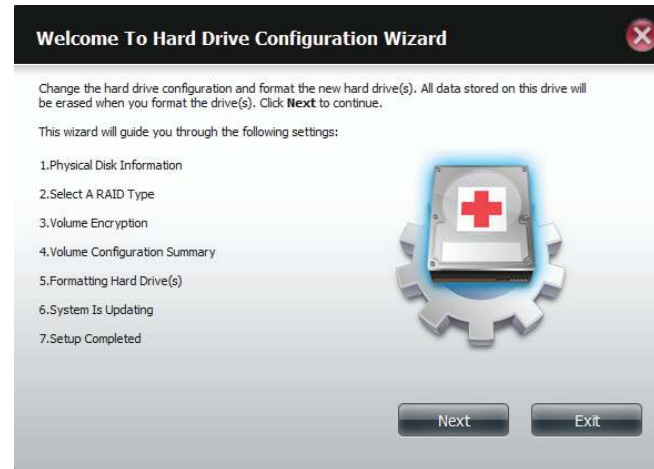 Welcome To Hard Drive Configuration Wizard
Change the hard drive configuration and format the new hard drive(s). All data stored on this drive will
be erased when you format the drive(s). Click Next to continue.
This wizard will guide you through the following settings:
1.Physical Disk Information
2.Select A RAID Type
3.Volume Encryption
4.Volume Configuration Summary
5.Formatting Hard Drive(s)
6.System Is Updating
7.Setup Completed
Next
Exit